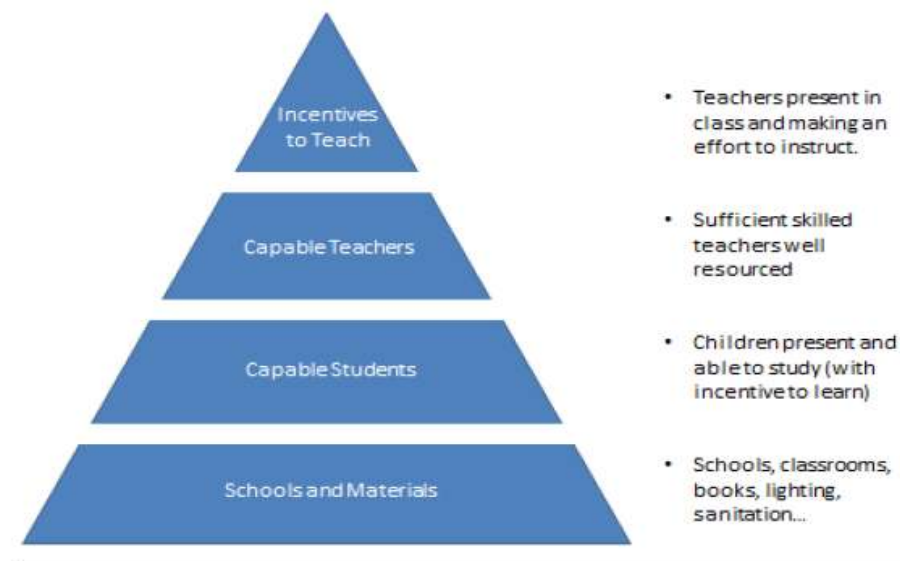 Incentives
to Teach
• Teachers present in
class and making an
effort to instruct.
Capable Teachers
• Sufficient skilled
teachers well
resourced
Capable Students
• Children present and
able to study (with
incentive to learn)
Schools and Materials
• Schools, classrooms,
books, lighting,
sanitation...